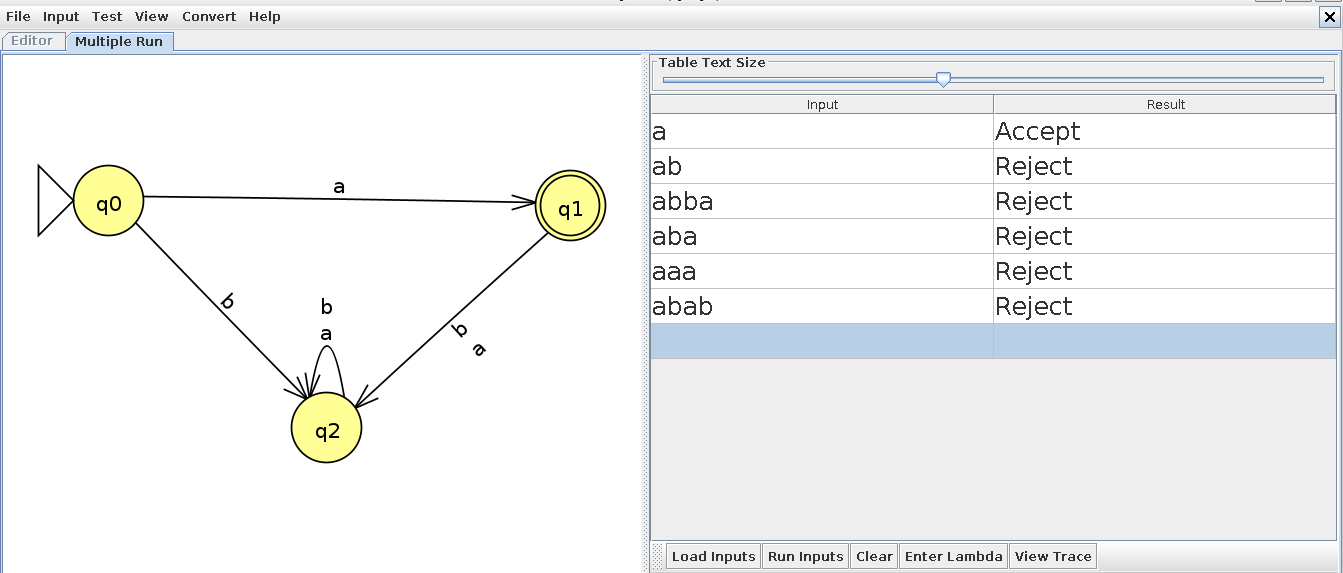 File Input Test View Convert Help
Editor Multiple Run
Table Text Size
Input Result
a Accept
ab Reject
abba Reject
aba Reject
aaa Reject
abab Reject
q0
a
q1
b
b
a
b
a
q2
Load Inputs Run Inputs Clear Enter Lambda View Trace